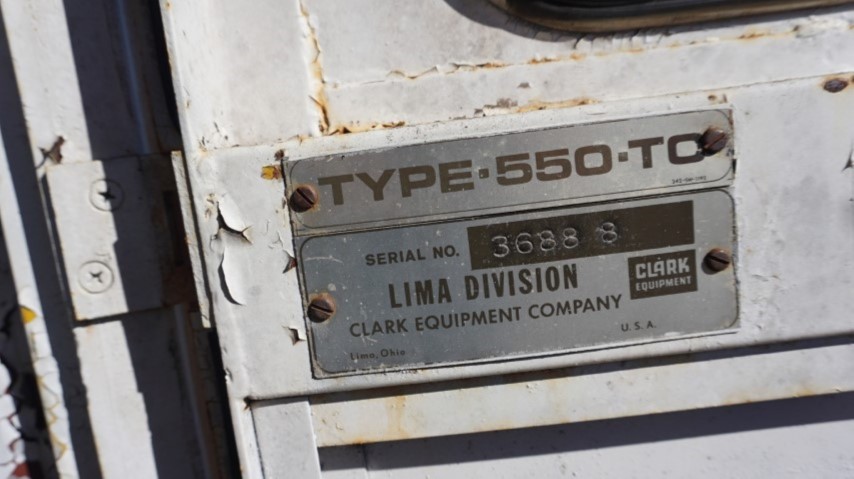 TYPE·550·TC
SERIAL NO. 3688 8
LIMA DIVISION
CLARK EQUIPMENT
CLARK EQUIPMENT COMPANY
U.S.A.
Lima, Ohio